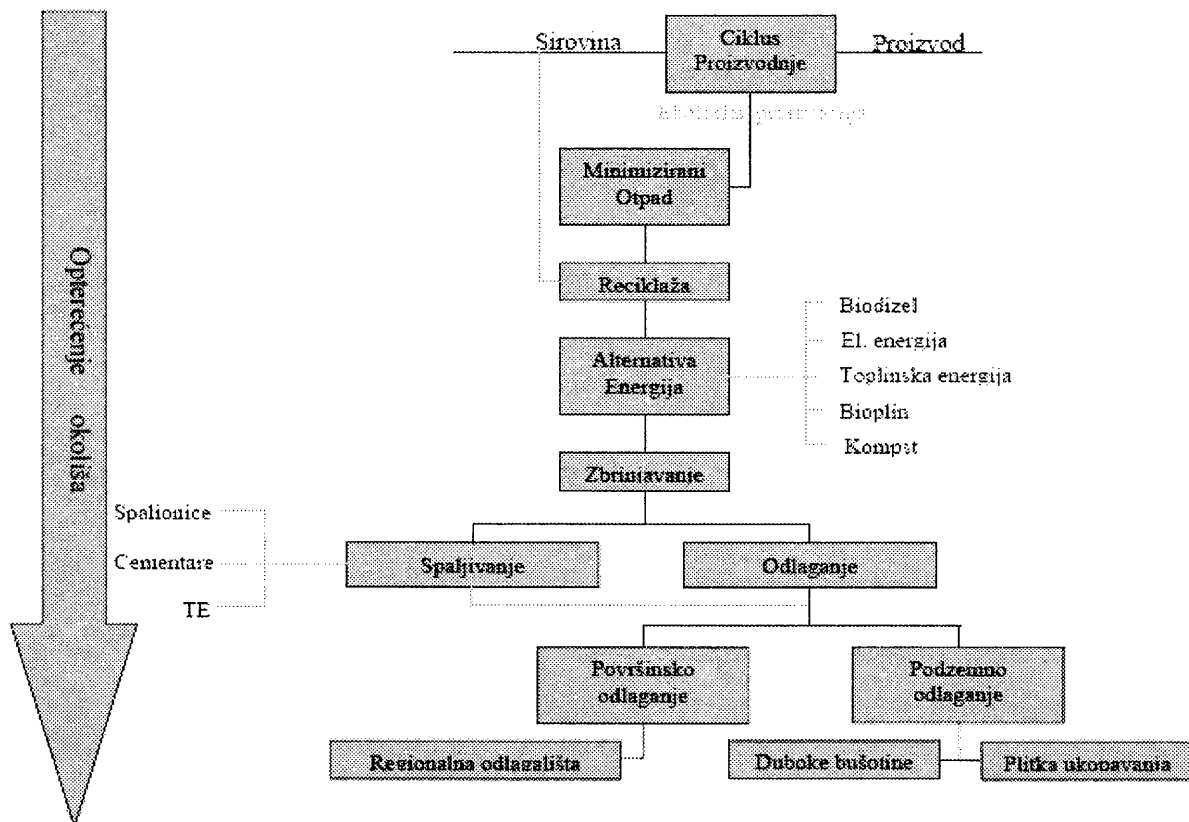 Sirovina
Ciklus
Proizvodnje
Proizvod
Minimizirani
Otpad
Reciklaža
Alternativa
Energija
Biodizel
El. energija
Toplinska energija
Bioplin
Kompst
Zbrinjavanje
Opterećenje okoliša
Spalionice
Cementare
TE
Spaljivanje
Odlaganje
Površinsko
odlaganje
Podzemno
odlaganje
Regionalna odlagališta
Duboke bušotine
Plitka ukopavanja